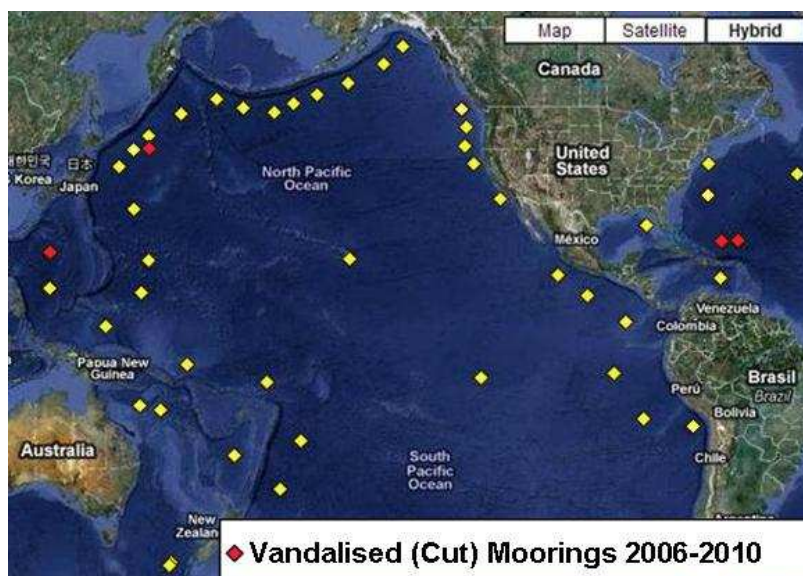 Map Satellite Hybrid
Canada
North Pacific
Ocean
United
States
日本
S Korea
Japan
México
Venezuela
Colombia
Papua New
Guinea
Perú
Brasil
Brazil
Bolivia
Australia
Chile
South
Pacific
Ocean
New
Vandalised (Cut) Moorings 2006-2010